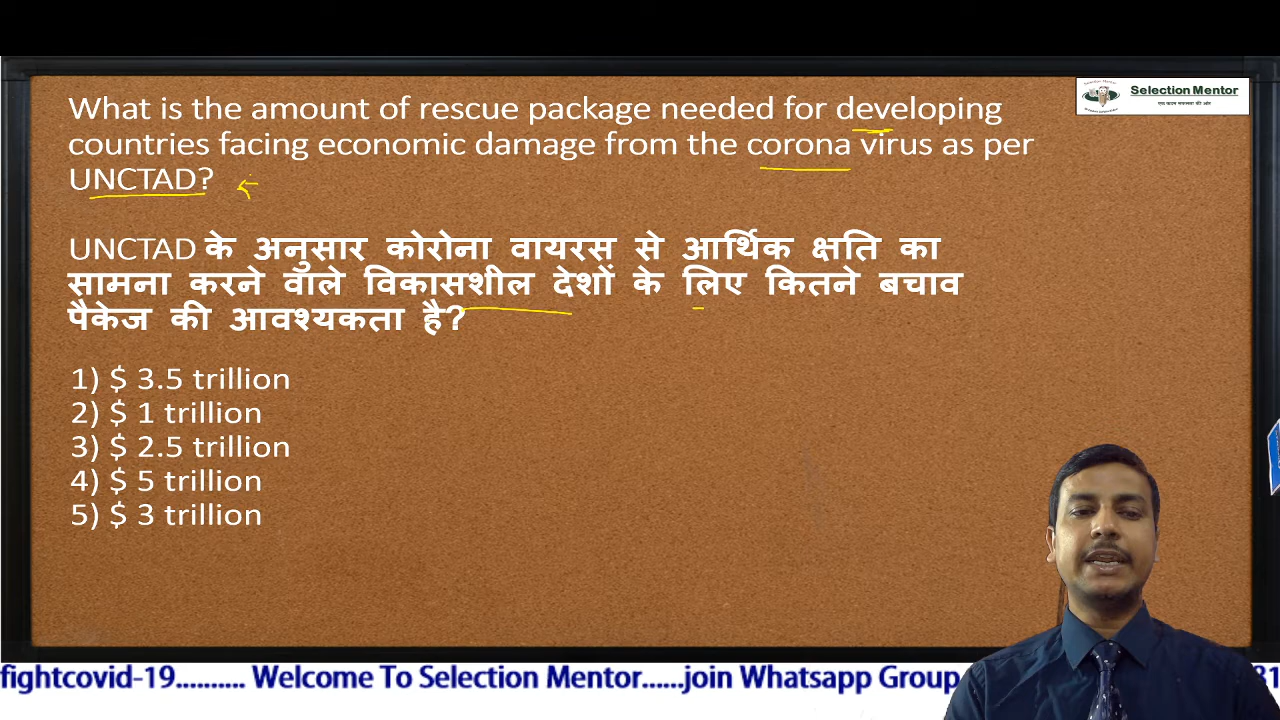 What is the amount of rescue package needed for developing
countries facing economic damage from the corona virus as per
UNCTAD?
Selection Mentor
UNCTAD के अनुसार कोरोना वायरस से आर्थिक क्षति का
सामना करने वाले विकासशील देशों के लिए कितने बचाव
पैकेज की आवश्यकता है?
1) $ 3.5 trillion
2) $ 1 trillion
3) $ 2.5 trillion
4) $ 5 trillion
5) $ 3 trillion
fightcovid-19.......... Welcome To Selection Mentor......join Whatsapp Group